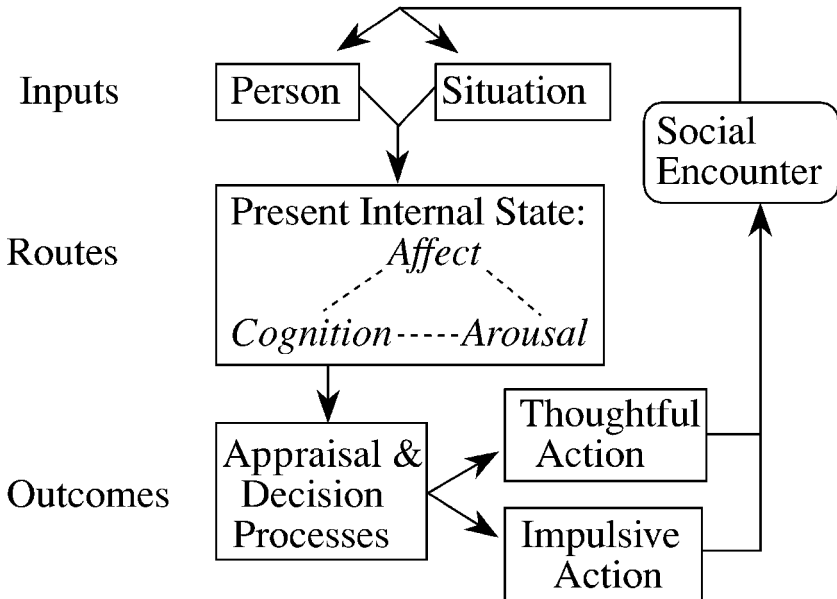 Inputs
Person
Situation
Social
Encounter
Routes
Present Internal State:
Affect
Cognition
Arousal
Outcomes
Appraisal &
Decision
Processes
Thoughtful
Action
Impulsive
Action